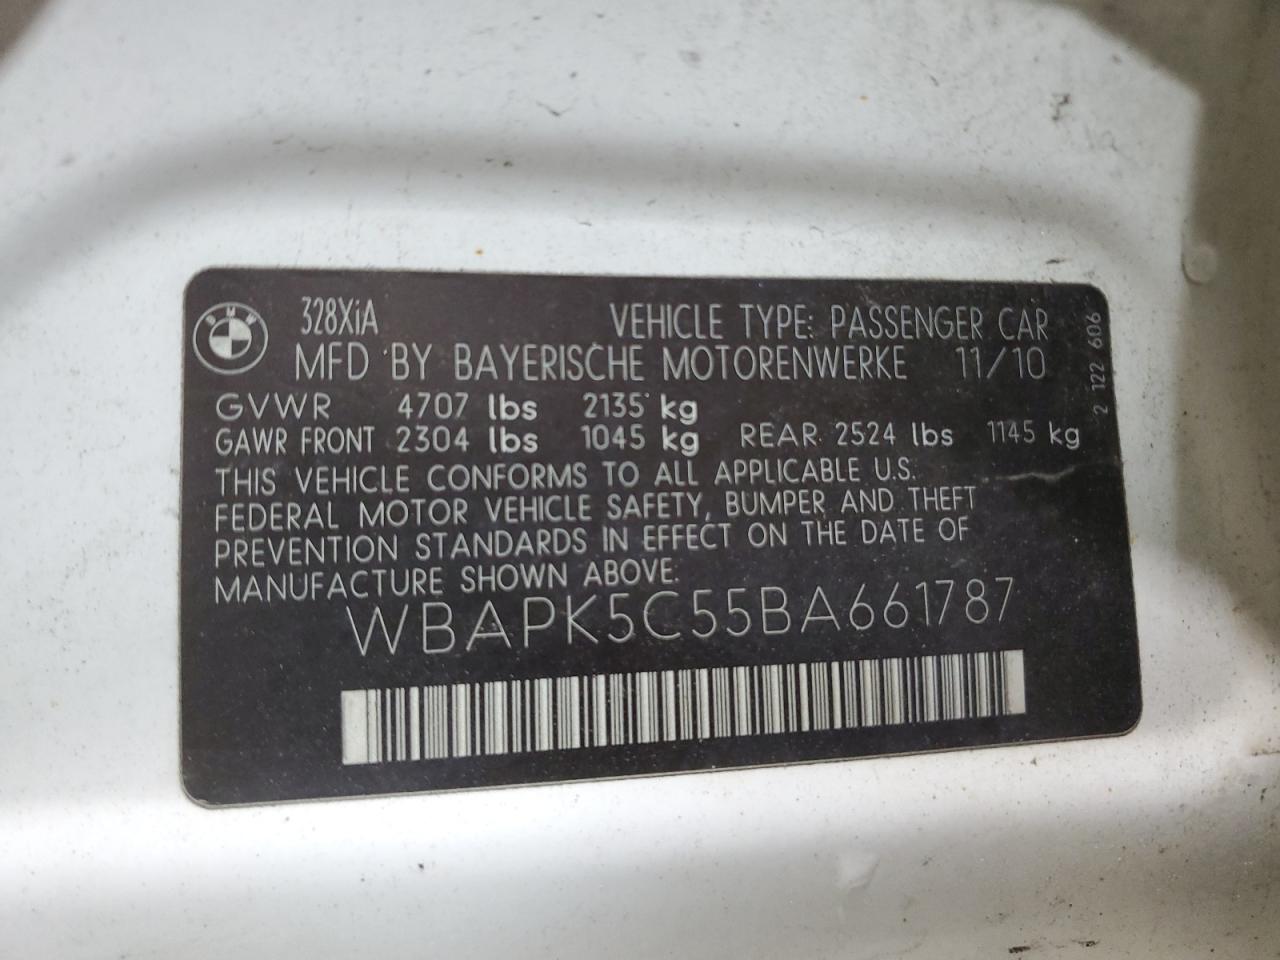 BMW
328XiA VEHICLE TYPE: PASSENGER CAR
MFD BY BAYERISCHE MOTORENWERKE 11/10
GVWR 4707 lbs 2135 kg
GAWR FRONT 2304 lbs 1045 kg REAR 2524 lbs 1145 kg
THIS VEHICLE CONFORMS TO ALL APPLICABLE U.S.
FEDERAL MOTOR VEHICLE SAFETY, BUMPER AND THEFT
PREVENTION STANDARDS IN EFFECT ON THE DATE OF
MANUFACTURE SHOWN ABOVE.
WBAPK5C55BA661787
2 122 606